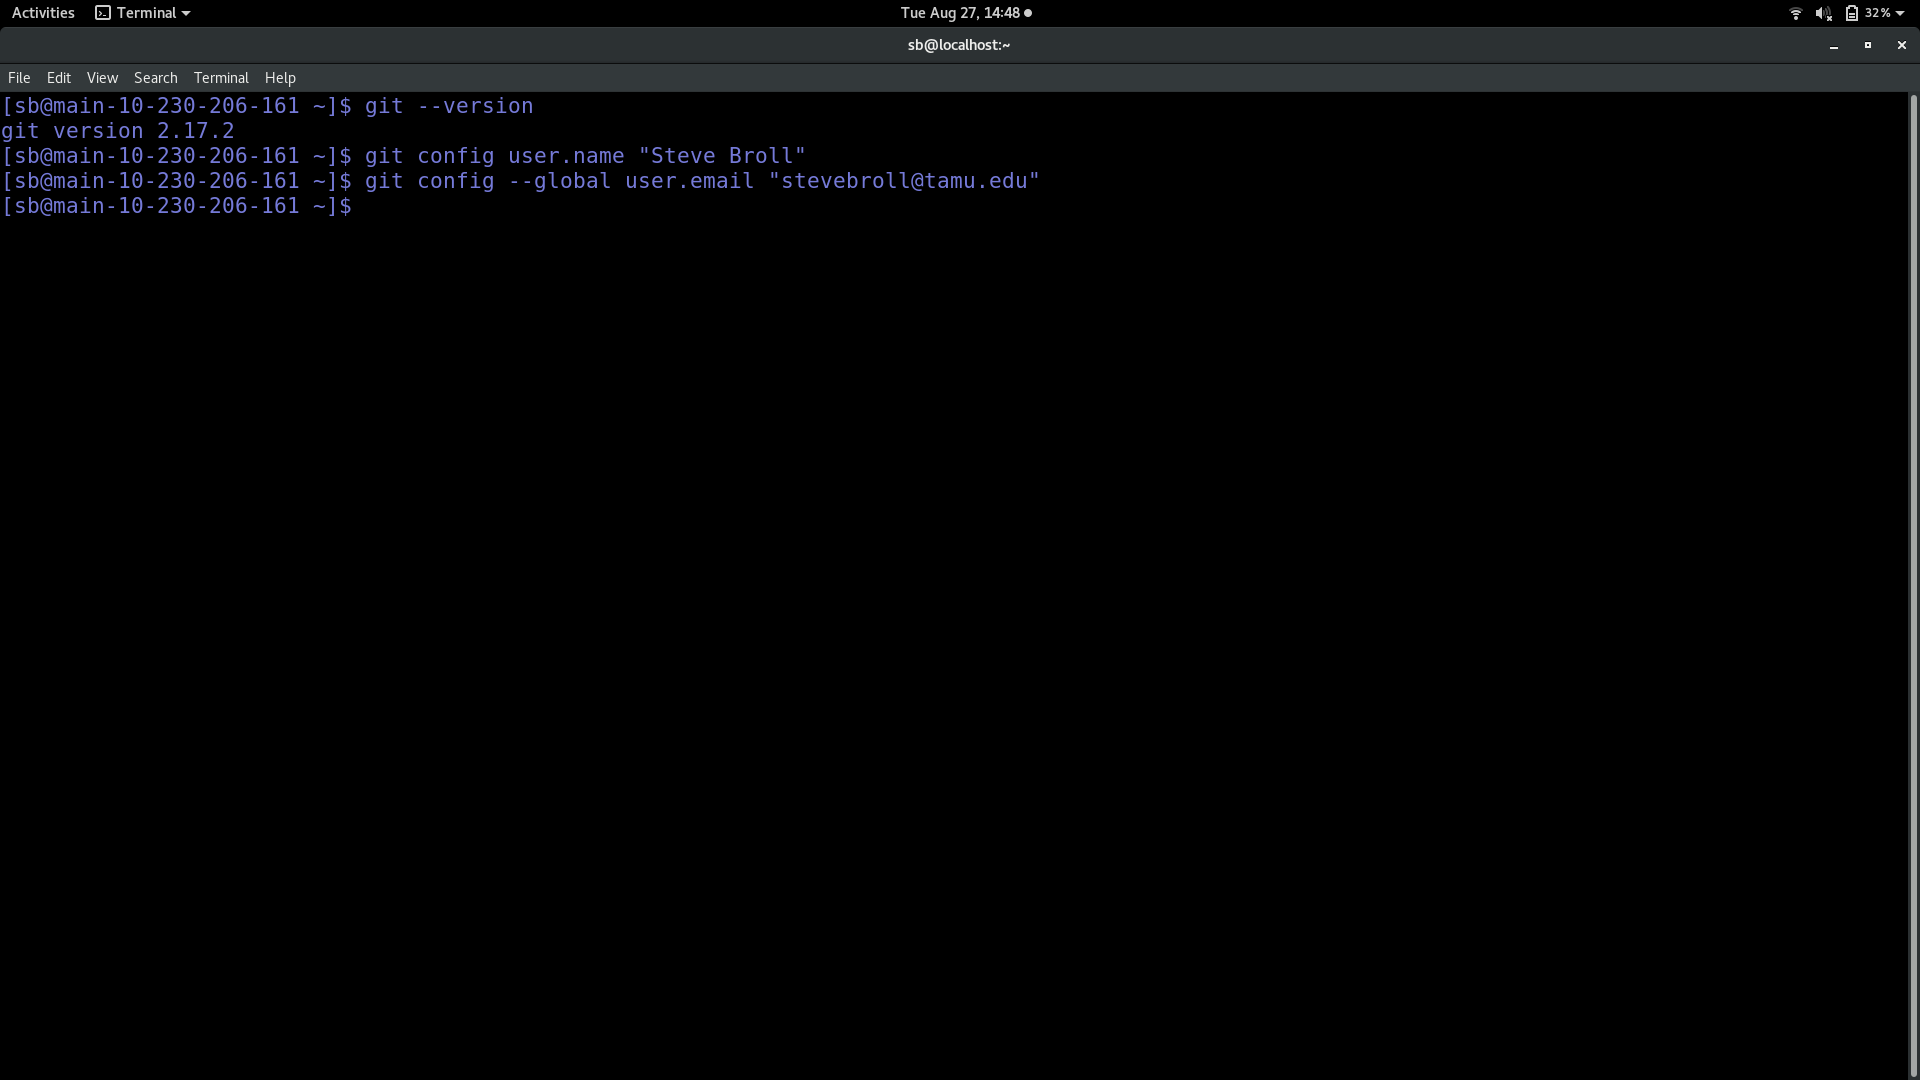 Activities Terminal Tue Aug 27, 14:48 32%
sb@localhost:~
File Edit View Search Terminal Help
[sb@main-10-230-206-161 ~]$ git --version
git version 2.17.2
[sb@main-10-230-206-161 ~]$ git config user.name "Steve Broll"
[sb@main-10-230-206-161 ~]$ git config --global user.email "stevebroll@tamu.edu"
[sb@main-10-230-206-161 ~]$